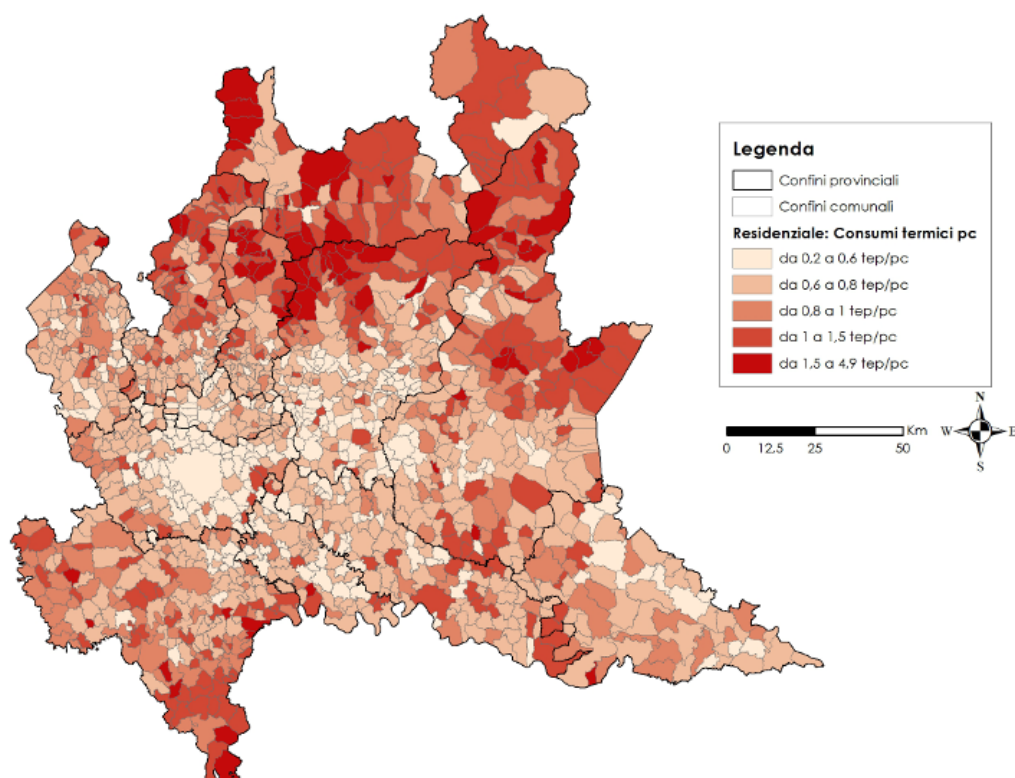 Legenda
Confini provinciali
Confini comunali
Residenziale: Consumi termici pc
da 0,2 a 0,6 tep/pc
da 0,6 a 0,8 tep/pc
da 0,8 a 1 tep/pc
da 1 a 1,5 tep/pc
da 1,5 a 4,9 tep/pc
N
Km W E
0 12,5 25 50
S